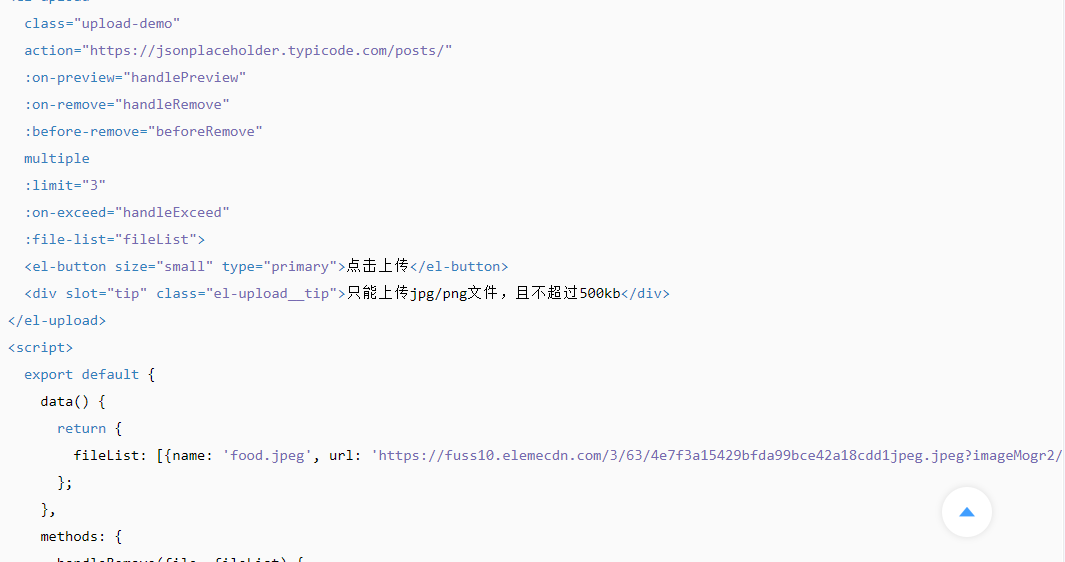 class="upload-demo"
action="https://jsonplaceholder.typicode.com/posts/"
:on-preview="handlePreview"
:on-remove="handleRemove"
:before-remove="beforeRemove"
multiple
:limit="3"
:on-exceed="handleExceed"
:file-list="fileList">
<el-button size="small" type="primary">点击上传</el-button>
<div slot="tip" class="el-upload__tip">只能上传jpg/png文件，且不超过500kb</div>
</el-upload>
<script>
export default {
data() {
return {
fileList: [{name: 'food.jpeg', url: 'https://fuss10.elemecdn.com/3/63/4e7f3a15429bfda99bce42a18cdd1jpeg.jpeg?imageMogr2/
};
},
methods: {